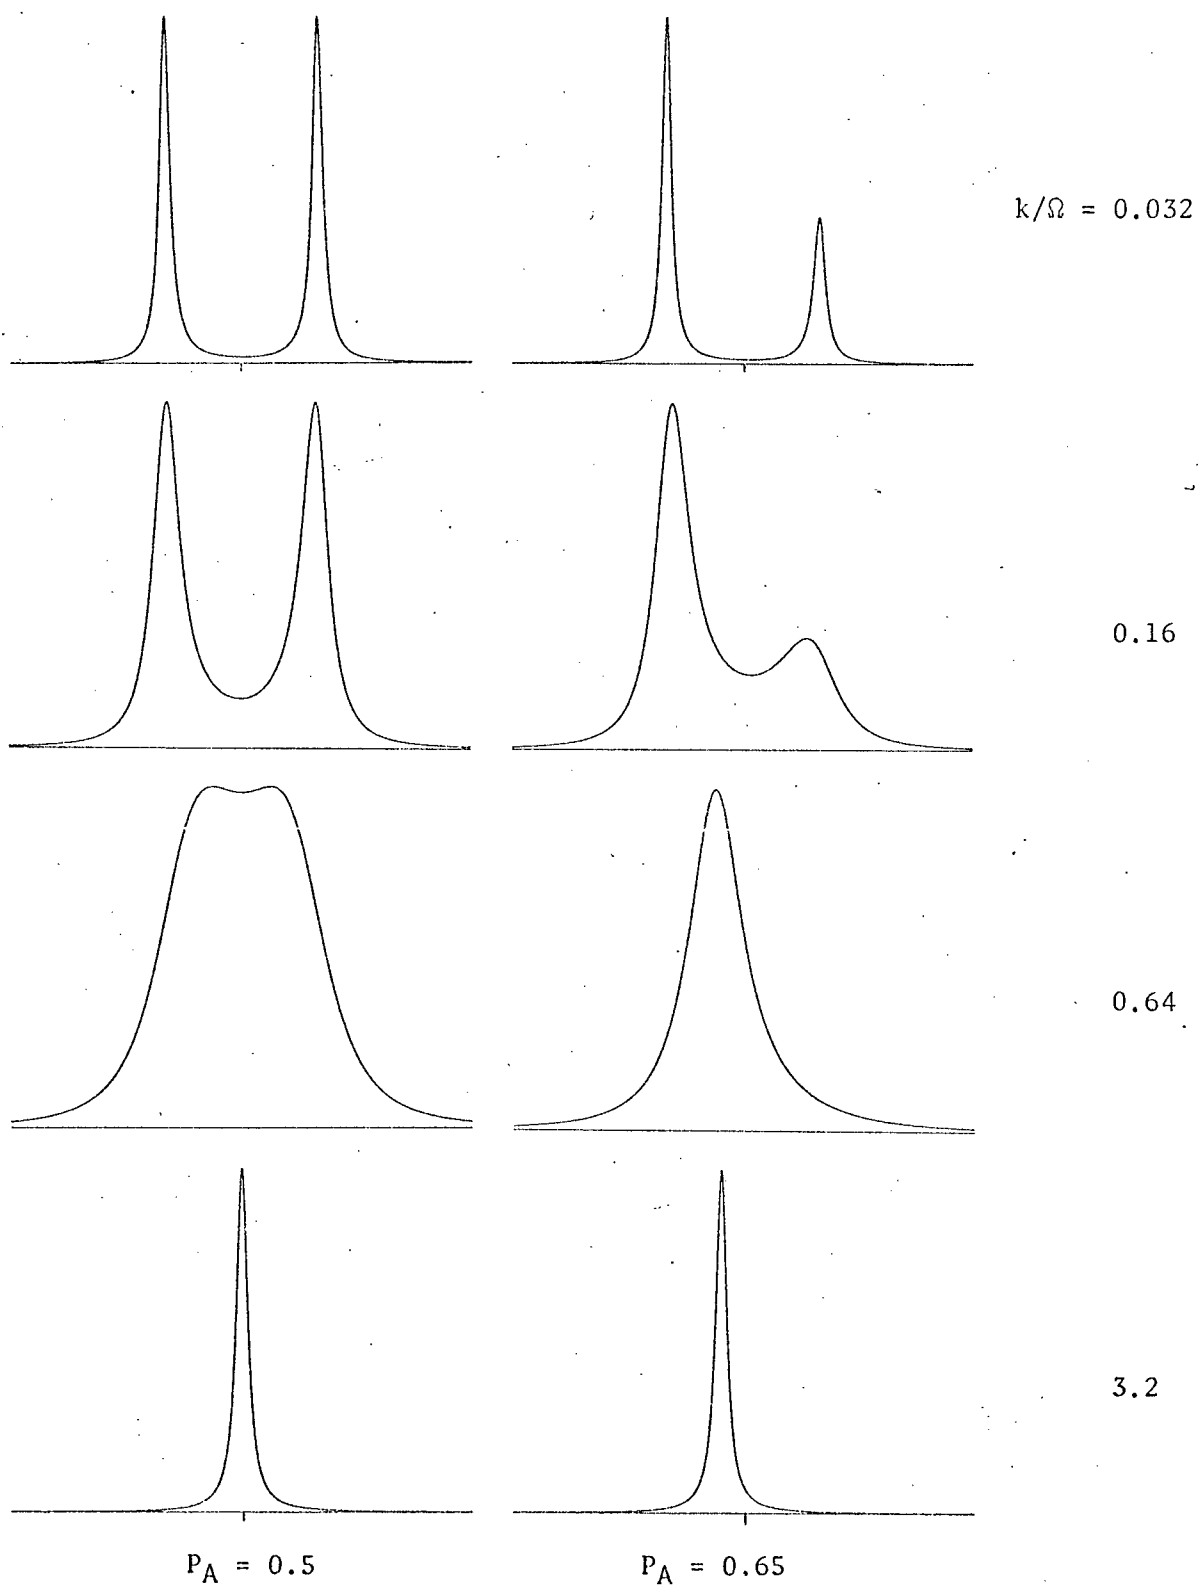 k/Ω = 0.032
0.16
0.64
3.2
P_A = 0.5
P_A = 0.65